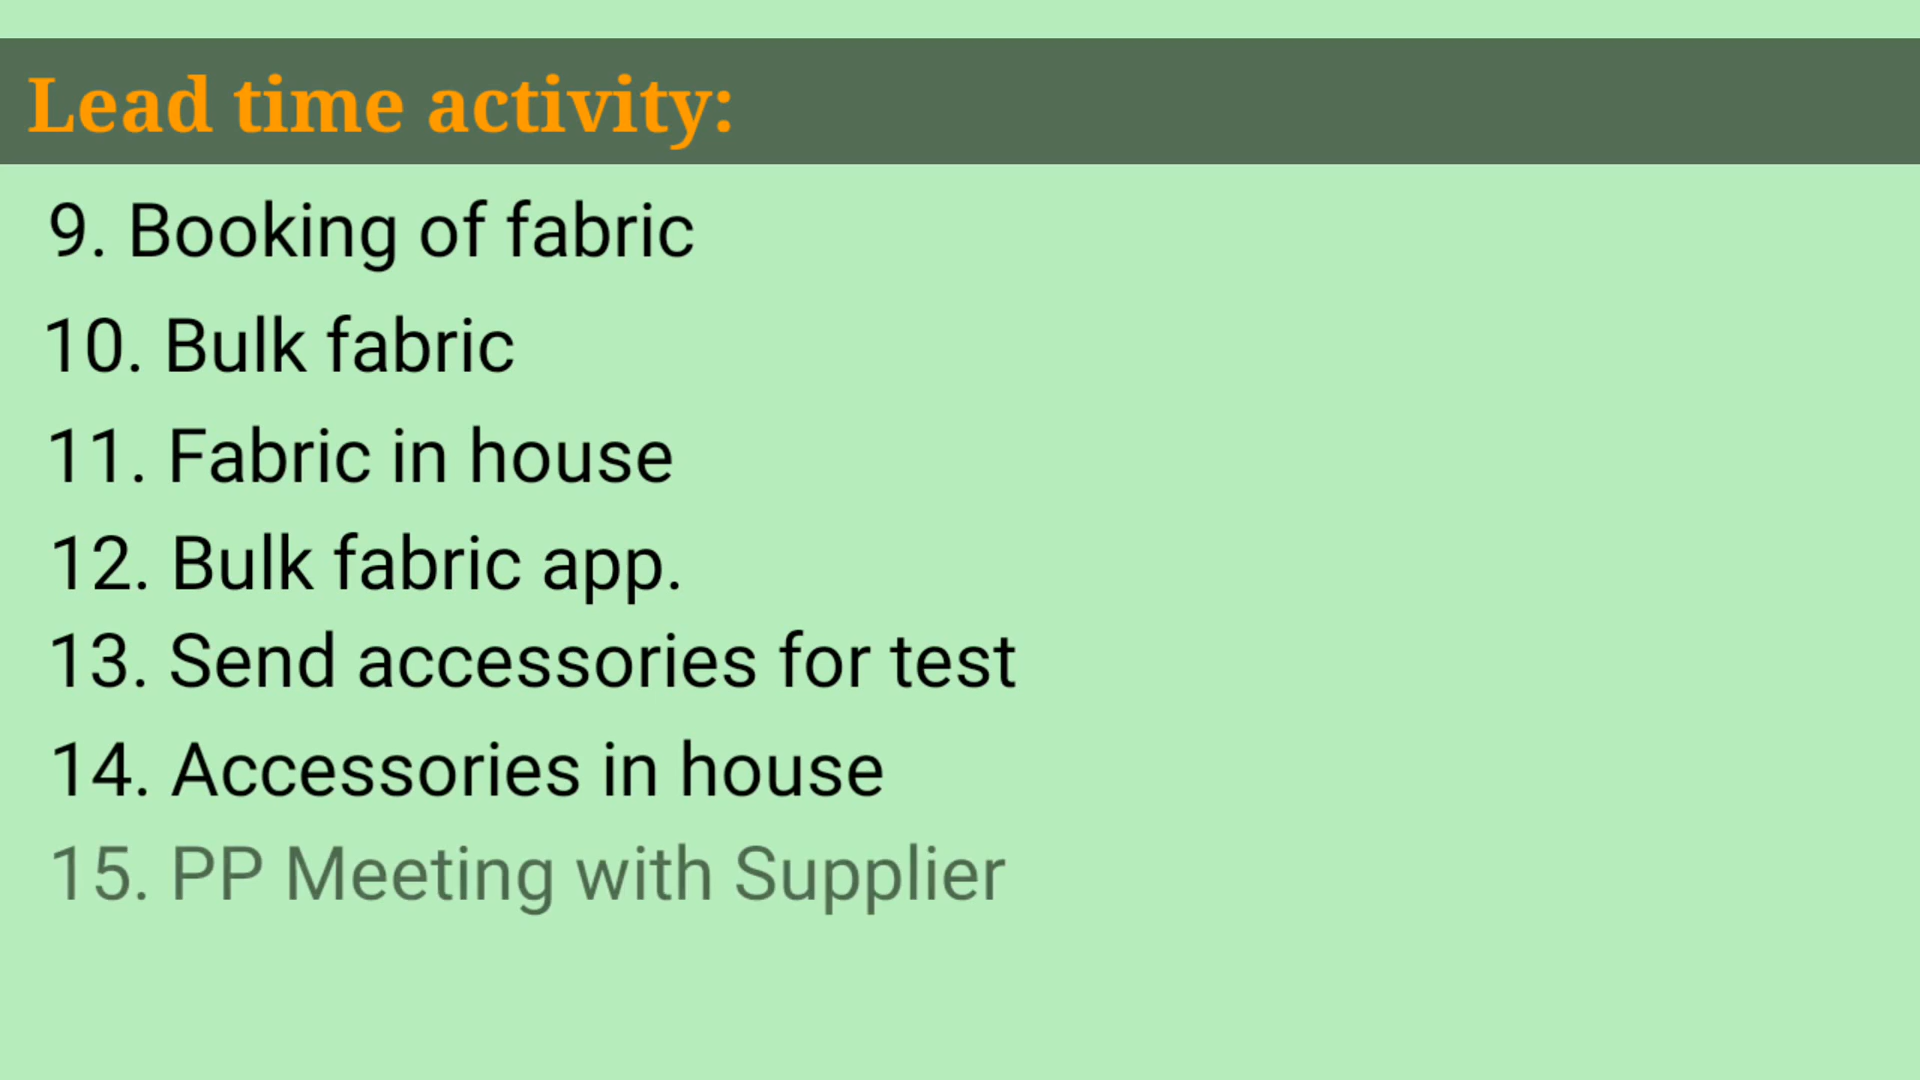 Lead time activity:
9. Booking of fabric
10. Bulk fabric
11. Fabric in house
12. Bulk fabric app.
13. Send accessories for test
14. Accessories in house
15. PP Meeting with Supplier